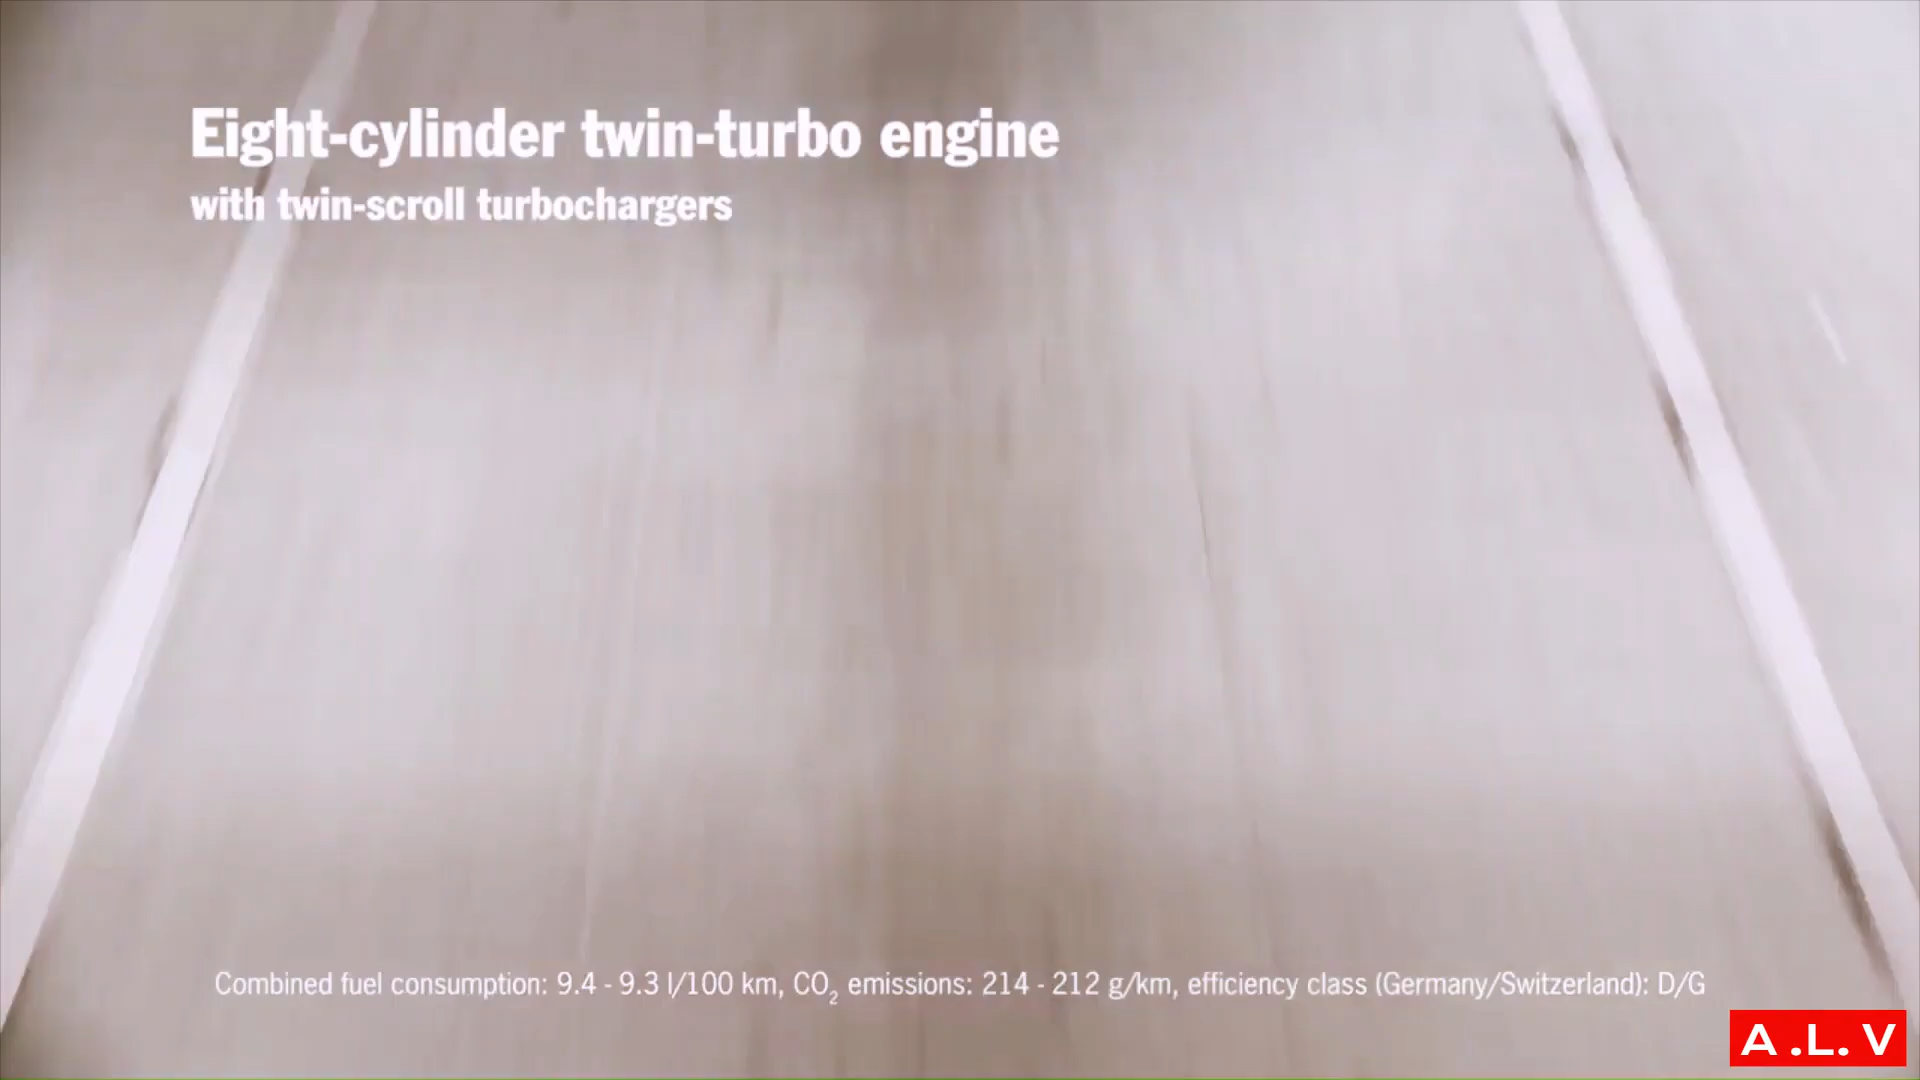 Eight-cylinder twin-turbo engine
with twin-scroll turbochargers
Combined fuel consumption: 9.4 - 9.3 l/100 km, CO₂ emissions: 214 - 212 g/km, efficiency class (Germany/Switzerland): D/G
A .L. V